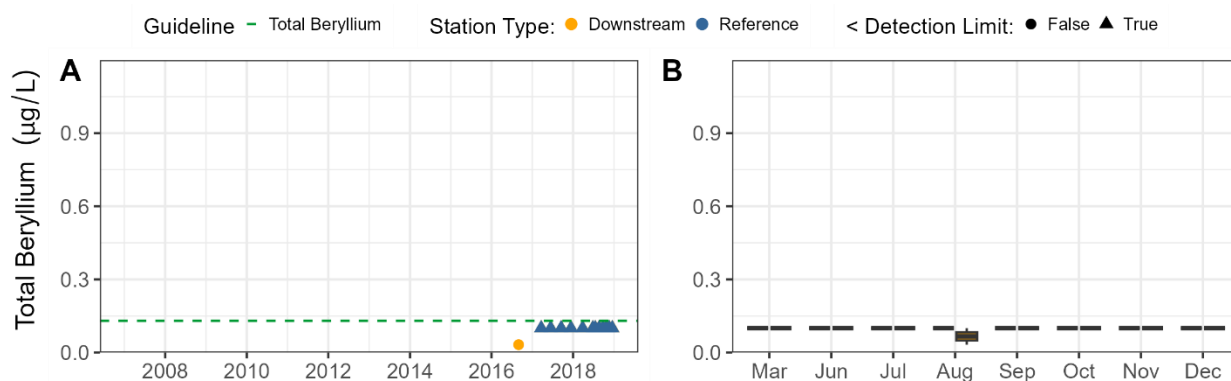 Guideline Total Beryllium Station Type: Downstream Reference < Detection Limit: False True
A
B
Total Beryllium (µg/L)
0.9
0.6
0.3
0.0
2008 2010 2012 2014 2016 2018
0.9
0.6
0.3
0.0
Mar Jun Jul Aug Sep Oct Nov Dec